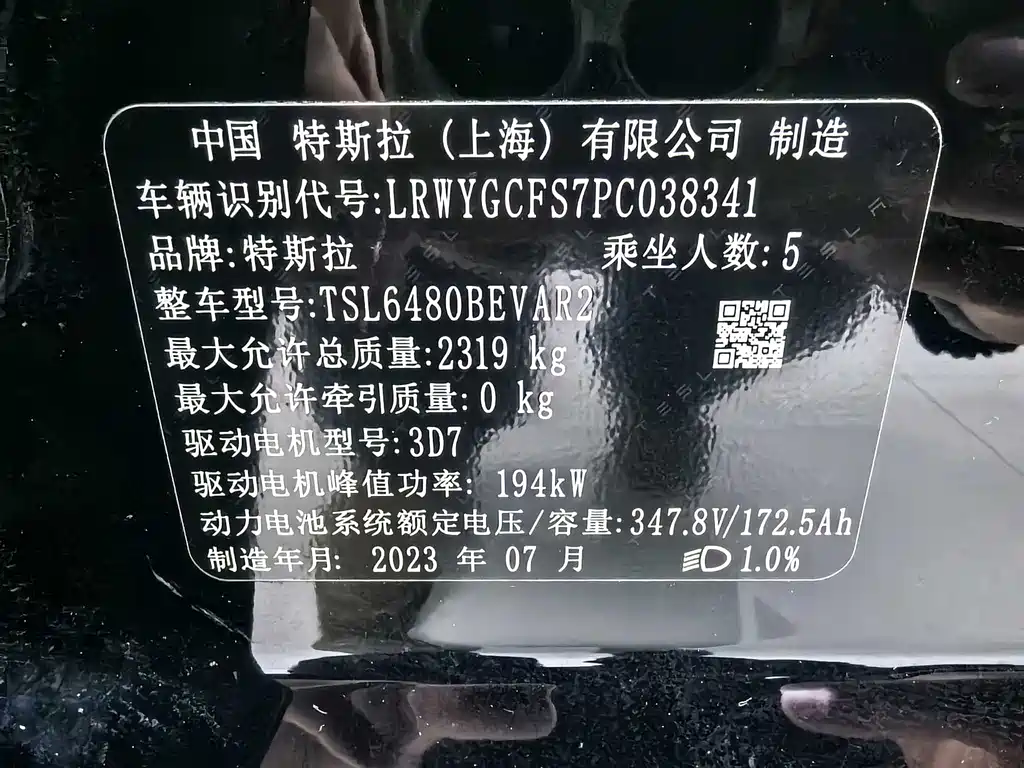 中国 特斯拉 (上海) 有限公司 制造
车辆识别代号:LRWYGCFS7PC038341
品牌:特斯拉 乘坐人数:5
整车型号:TSL6480BEVAR2
最大允许总质量:2319 kg
最大允许牵引质量:0 kg
驱动电机型号:3D7
驱动电机峰值功率: 194kW
动力电池系统额定电压/容量:347.8V/172.5Ah
制造年月: 2023 年 07 月 1.0%